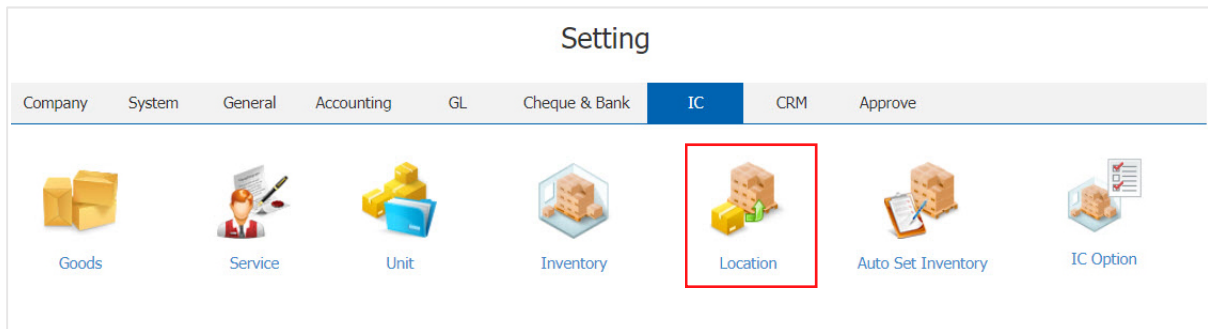 Setting
Company System General Accounting GL Cheque & Bank IC CRM Approve
Goods Service Unit Inventory Location Auto Set Inventory IC Option